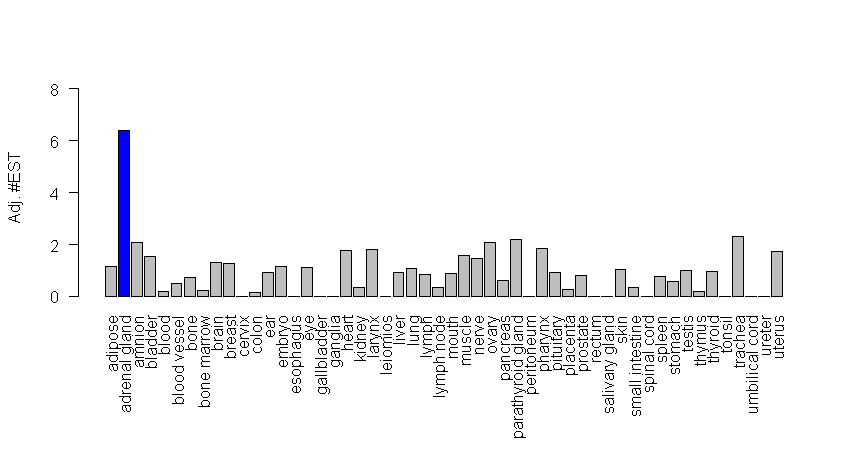 8
6
4
2
0
Adj. #EST
adipose
adrenal gland
amnion
bladder
blood
blood vessel
bone
bone marrow
brain
breast
cervix
colon
ear
embryo
esophagus
eye
gallbladder
ganglia
heart
kidney
larynx
leiomios
liver
lung
lymph
lymph node
mouth
muscle
nerve
ovary
pancreas
parathyroid gland
peritoneum
pharynx
pituitary
placenta
prostate
rectum
salivary gland
skin
small intestine
spinal cord
spleen
stomach
testis
thymus
thyroid
tonsil
trachea
umbilical cord
ureter
uterus